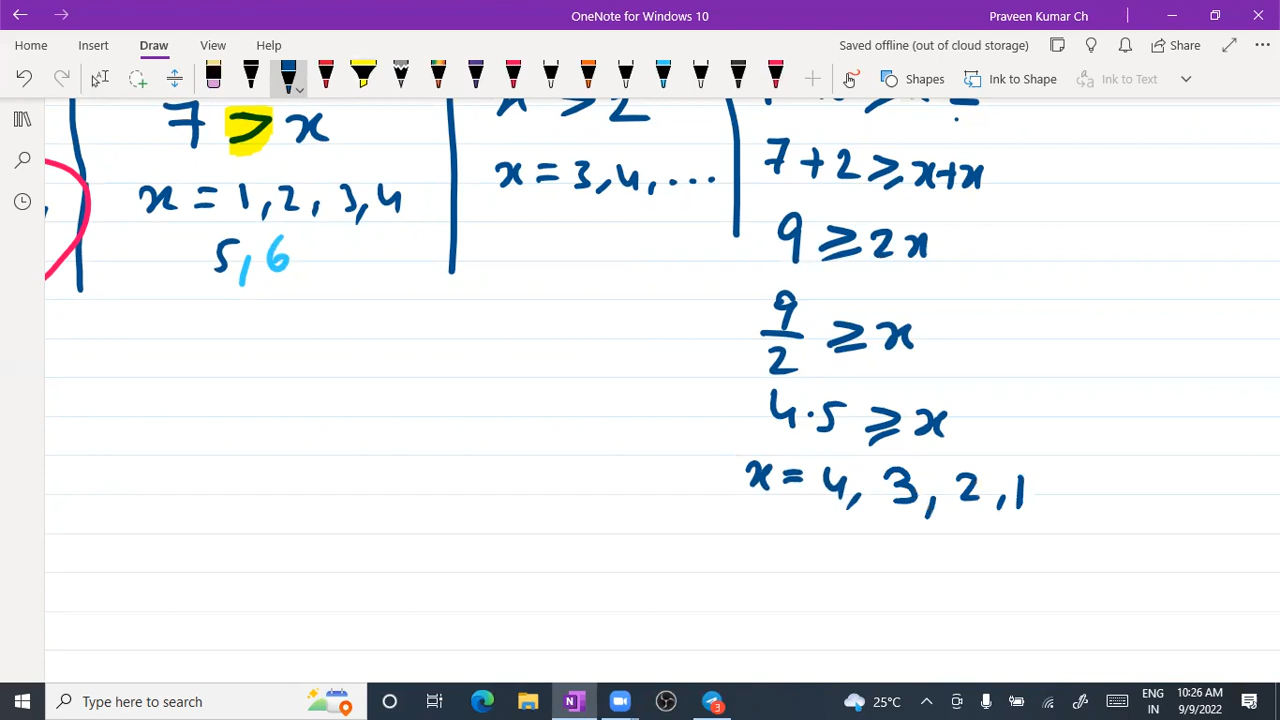 OneNote for Windows 10
Praveen Kumar Ch
Home Insert Draw View Help
Saved offline (out of cloud storage)
Share
Shapes
Ink to Shape
Ink to Text
7 > x
x = 1, 2, 3, 4
5, 6
x > 2
x = 3, 4, ...
7 + 2 ⩾ x + x
9 ⩾ 2x
9/2 ⩾ x
4.5 ⩾ x
x = 4, 3, 2, 1
Type here to search
3
25°C
ENG
IN
10:26 AM
9/9/2022